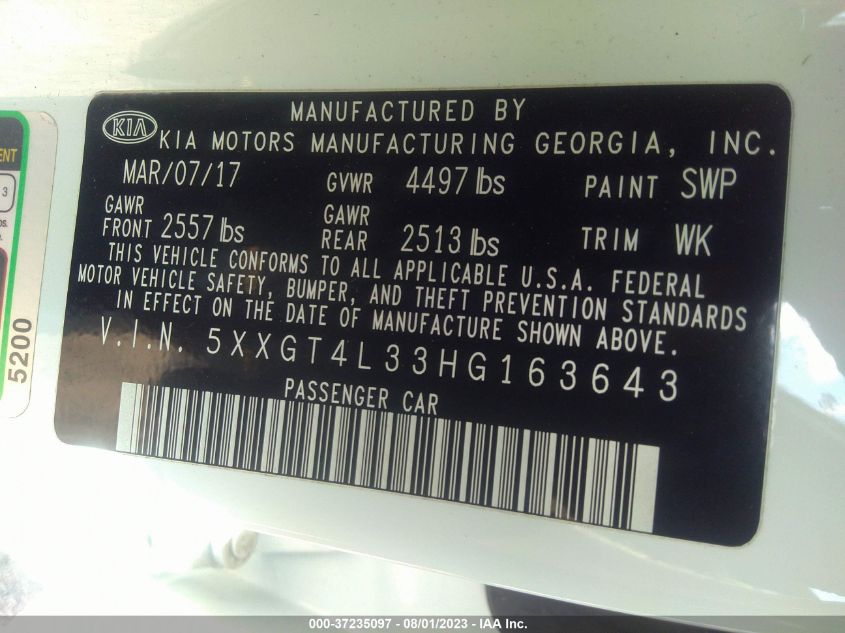 MANUFACTURED BY
KIA KIA MOTORS MANUFACTURING GEORGIA, INC.
MAR/07/17 GVWR 4497 lbs PAINT SWP
GAWR FRONT 2557 lbs GAWR REAR 2513 lbs TRIM WK
THIS VEHICLE CONFORMS TO ALL APPLICABLE U.S.A. FEDERAL
MOTOR VEHICLE SAFETY, BUMPER, AND THEFT PREVENTION STANDARDS
IN EFFECT ON THE DATE OF MANUFACTURE SHOWN ABOVE.
V.I.N. 5XXGT4L33HG163643
PASSENGER CAR
ENT
3
5200
000-37235097 - 08/01/2023 - IAA Inc.